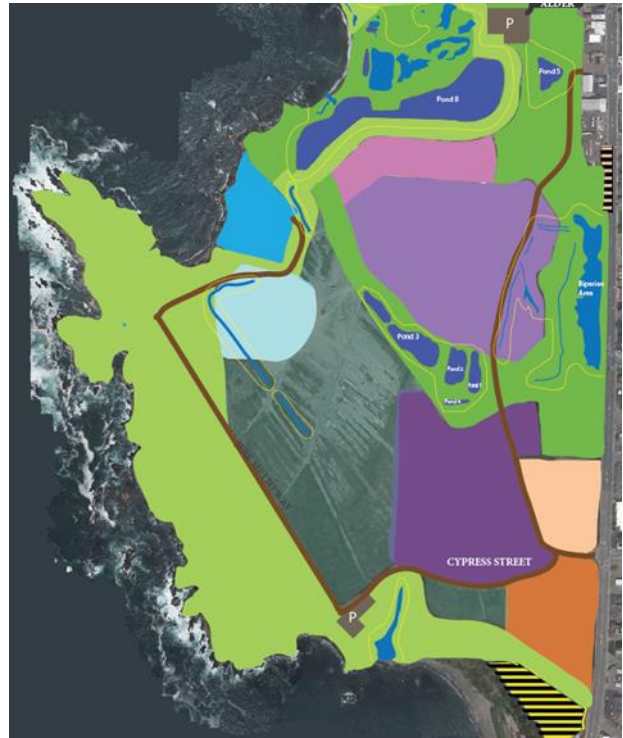 ALDER
P
Pond 5
Pond 8
Riparian
Area
Pond 3
Pond 2
Pond 1
Pond 4
CYPRESS STREET
P